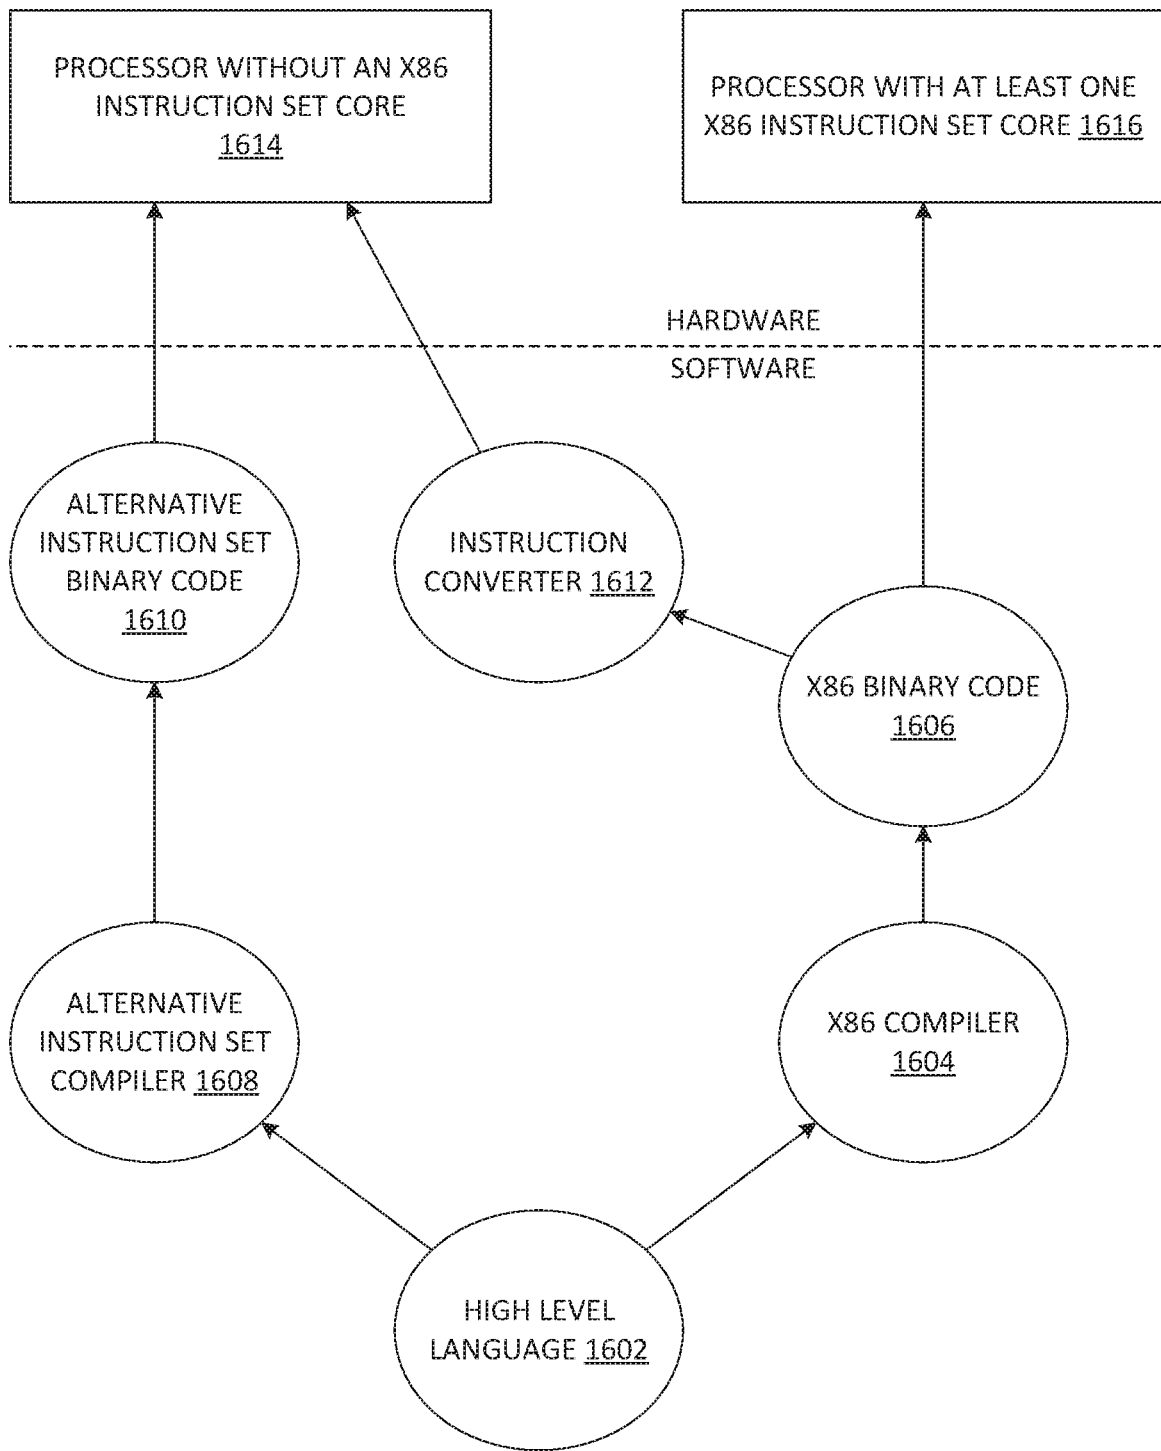 PROCESSOR WITHOUT AN X86
INSTRUCTION SET CORE
1614
PROCESSOR WITH AT LEAST ONE
X86 INSTRUCTION SET CORE 1616
HARDWARE
SOFTWARE
ALTERNATIVE
INSTRUCTION SET
BINARY CODE
1610
INSTRUCTION
CONVERTER 1612
X86 BINARY CODE
1606
ALTERNATIVE
INSTRUCTION SET
COMPILER 1608
X86 COMPILER
1604
HIGH LEVEL
LANGUAGE 1602